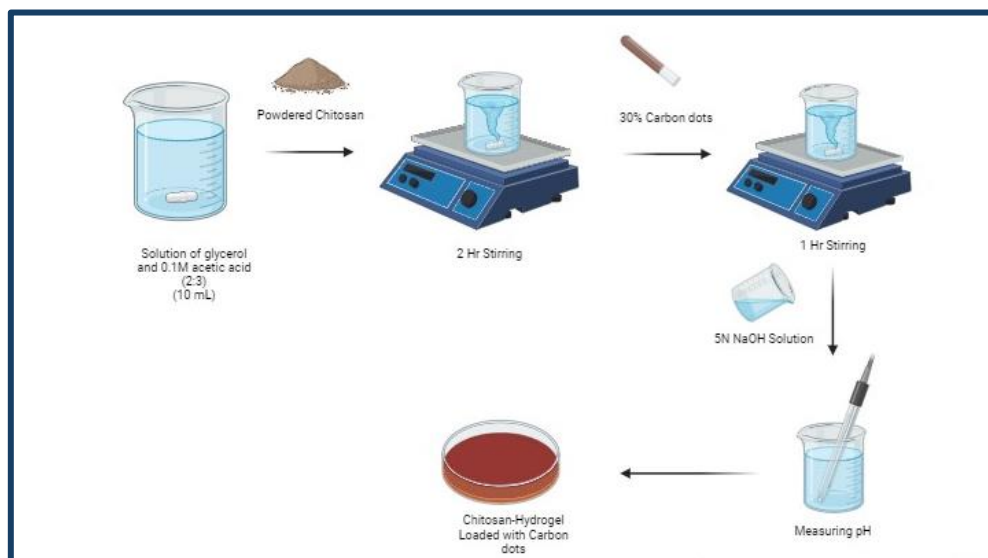 Powdered Chitosan
30% Carbon dots
Solution of glycerol
and 0.1M acetic acid
(2:3)
(10 mL)
2 Hr Stirring
1 Hr Stirring
5N NaOH Solution
Measuring pH
Chitosan-Hydrogel
Loaded with Carbon
dots